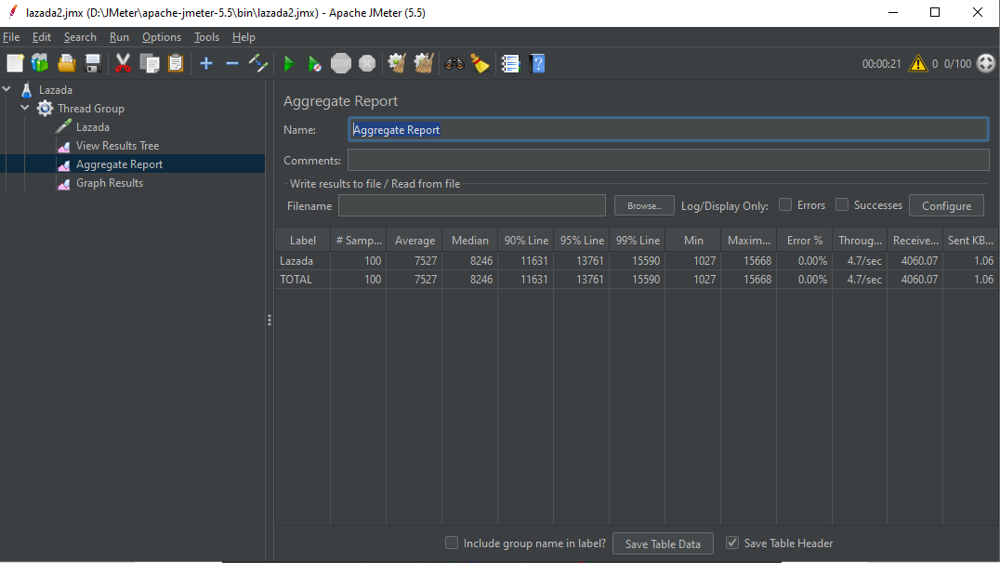 lazada2.jmx (D:\JMeter\apache-jmeter-5.5\bin\lazada2.jmx) - Apache JMeter (5.5)
File Edit Search Run Options Tools Help
00:00:21 0 0/100
Lazada
Thread Group
Lazada
View Results Tree
Aggregate Report
Graph Results
Aggregate Report
Name: Aggregate Report
Comments:
Write results to file / Read from file
Filename Browse... Log/Display Only: Errors Successes Configure
Label # Samp... Average Median 90% Line 95% Line 99% Line Min Maxim... Error % Throug... Receive... Sent KB...
Lazada 100 7527 8246 11631 13761 15590 1027 15668 0.00% 4.7/sec 4060.07 1.06
TOTAL 100 7527 8246 11631 13761 15590 1027 15668 0.00% 4.7/sec 4060.07 1.06
Include group name in label? Save Table Data Save Table Header